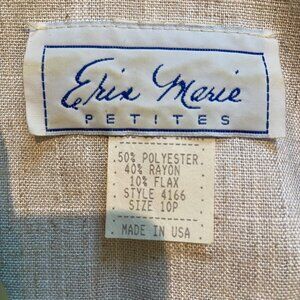 Erin Marie
PETITES
50% POLYESTER
40% RAYON
10% FLAX
STYLE 4166
SIZE 10P
MADE IN USA